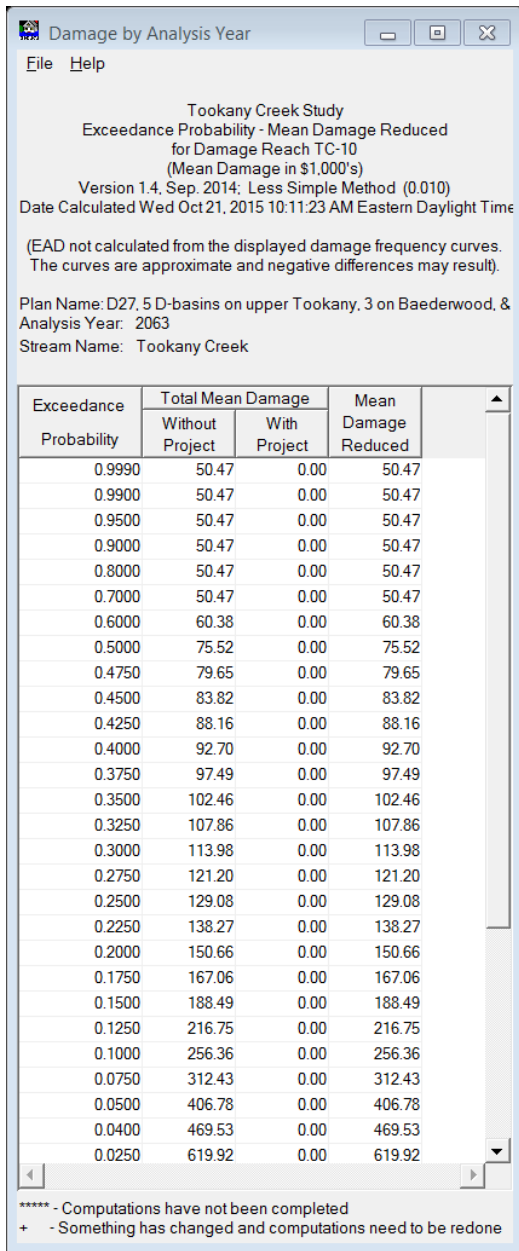 Damage by Analysis Year
File Help
Tookany Creek Study
Exceedance Probability - Mean Damage Reduced
for Damage Reach TC-10
(Mean Damage in $1,000's)
Version 1.4, Sep. 2014; Less Simple Method (0.010)
Date Calculated Wed Oct 21, 2015 10:11:23 AM Eastern Daylight Time
(EAD not calculated from the displayed damage frequency curves.
The curves are approximate and negative differences may result).
Plan Name: D27, 5 D-basins on upper Tookany, 3 on Baederwood, &
Analysis Year: 2063
Stream Name: Tookany Creek
Exceedance Probability Total Mean Damage Mean Damage Reduced
Without Project With Project
0.9990 50.47 0.00 50.47
0.9900 50.47 0.00 50.47
0.9500 50.47 0.00 50.47
0.9000 50.47 0.00 50.47
0.8000 50.47 0.00 50.47
0.7000 50.47 0.00 50.47
0.6000 60.38 0.00 60.38
0.5000 75.52 0.00 75.52
0.4750 79.65 0.00 79.65
0.4500 83.82 0.00 83.82
0.4250 88.16 0.00 88.16
0.4000 92.70 0.00 92.70
0.3750 97.49 0.00 97.49
0.3500 102.46 0.00 102.46
0.3250 107.86 0.00 107.86
0.3000 113.98 0.00 113.98
0.2750 121.20 0.00 121.20
0.2500 129.08 0.00 129.08
0.2250 138.27 0.00 138.27
0.2000 150.66 0.00 150.66
0.1750 167.06 0.00 167.06
0.1500 188.49 0.00 188.49
0.1250 216.75 0.00 216.75
0.1000 256.36 0.00 256.36
0.0750 312.43 0.00 312.43
0.0500 406.78 0.00 406.78
0.0400 469.53 0.00 469.53
0.0250 619.92 0.00 619.92
***** - Computations have not been completed
+ - Something has changed and computations need to be redone